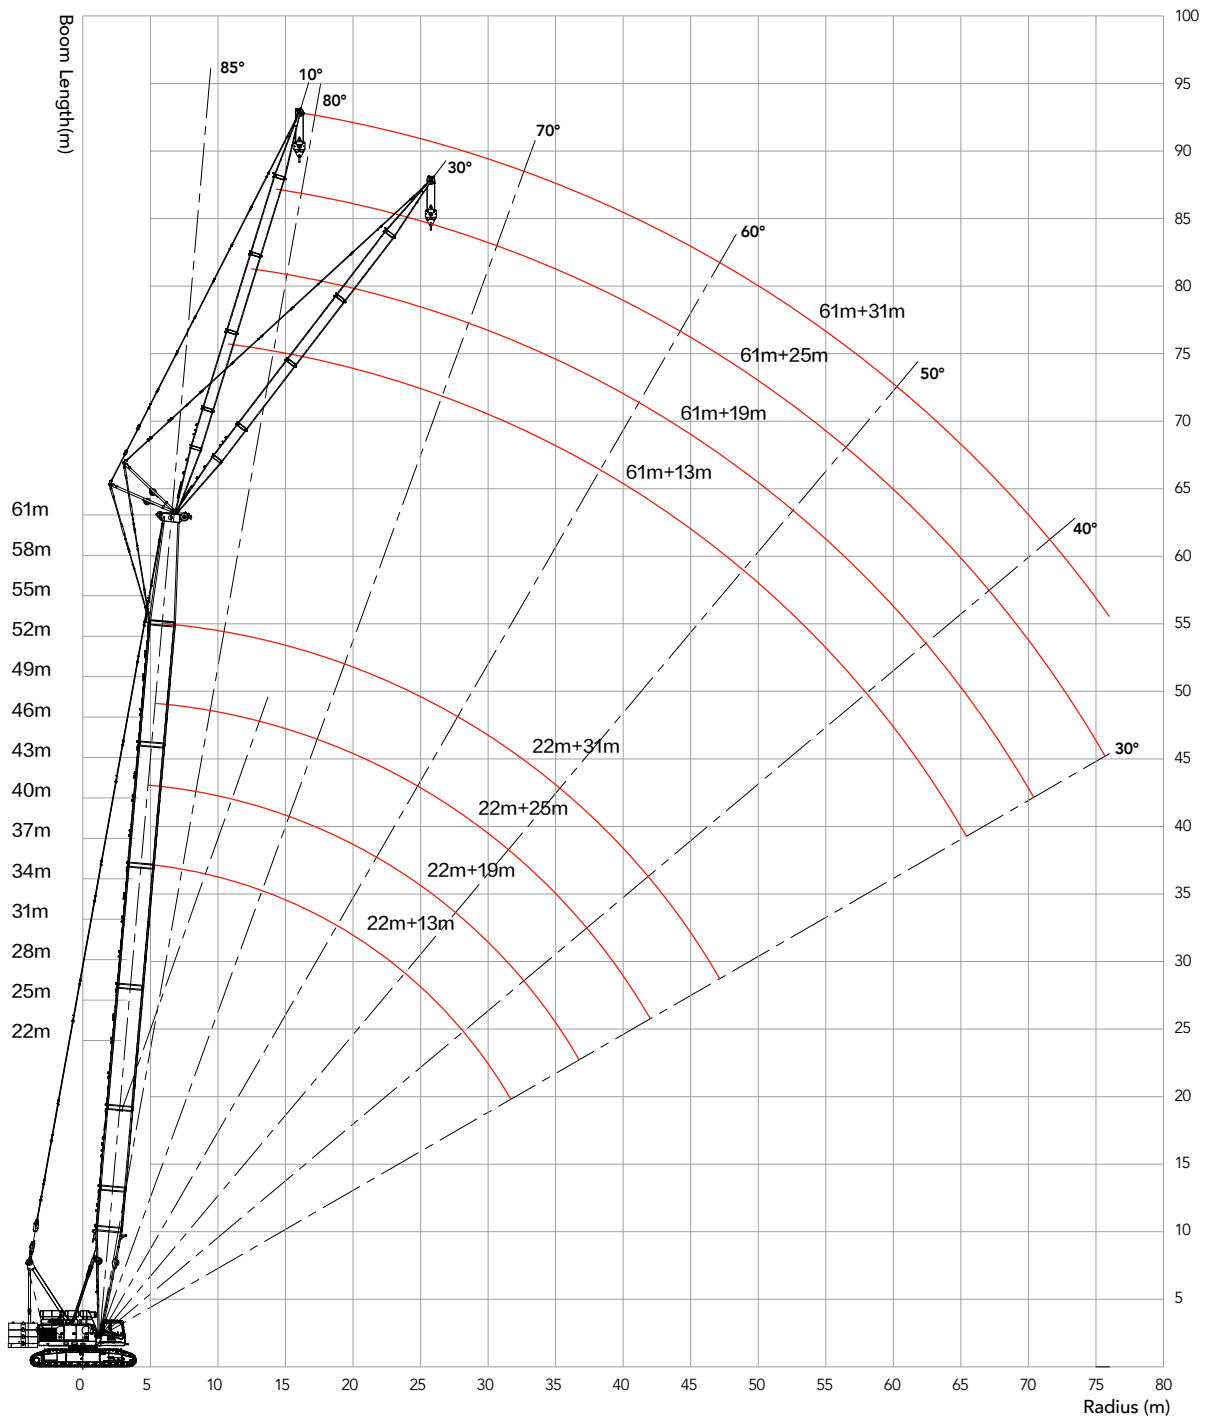 Boom Length(m)
100
95
90
85
80
75
70
65
60
55
50
45
40
35
30
25
20
15
10
5
85°
10°
80°
70°
30°
60°
50°
40°
30°
61m+31m
61m+25m
61m+19m
61m+13m
22m+31m
22m+25m
22m+19m
22m+13m
61m
58m
55m
52m
49m
46m
43m
40m
37m
34m
31m
28m
25m
22m
0 5 10 15 20 25 30 35 40 45 50 55 60 65 70 75 80
Radius (m)